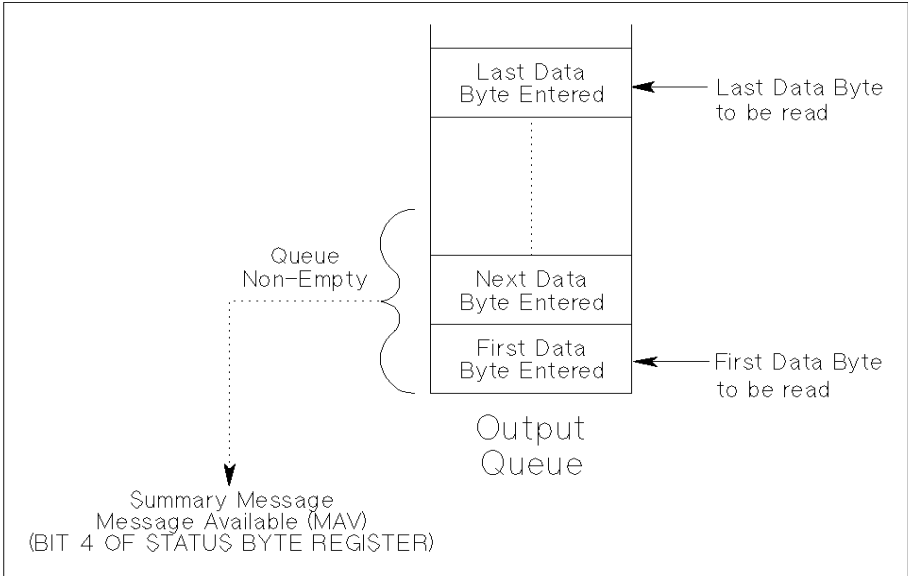 Last Data
Byte Entered
Last Data Byte
to be read
Queue
Non-Empty
Next Data
Byte Entered
First Data
Byte Entered
First Data Byte
to be read
Output
Queue
Summary Message
Message Available (MAV)
(BIT 4 OF STATUS BYTE REGISTER)